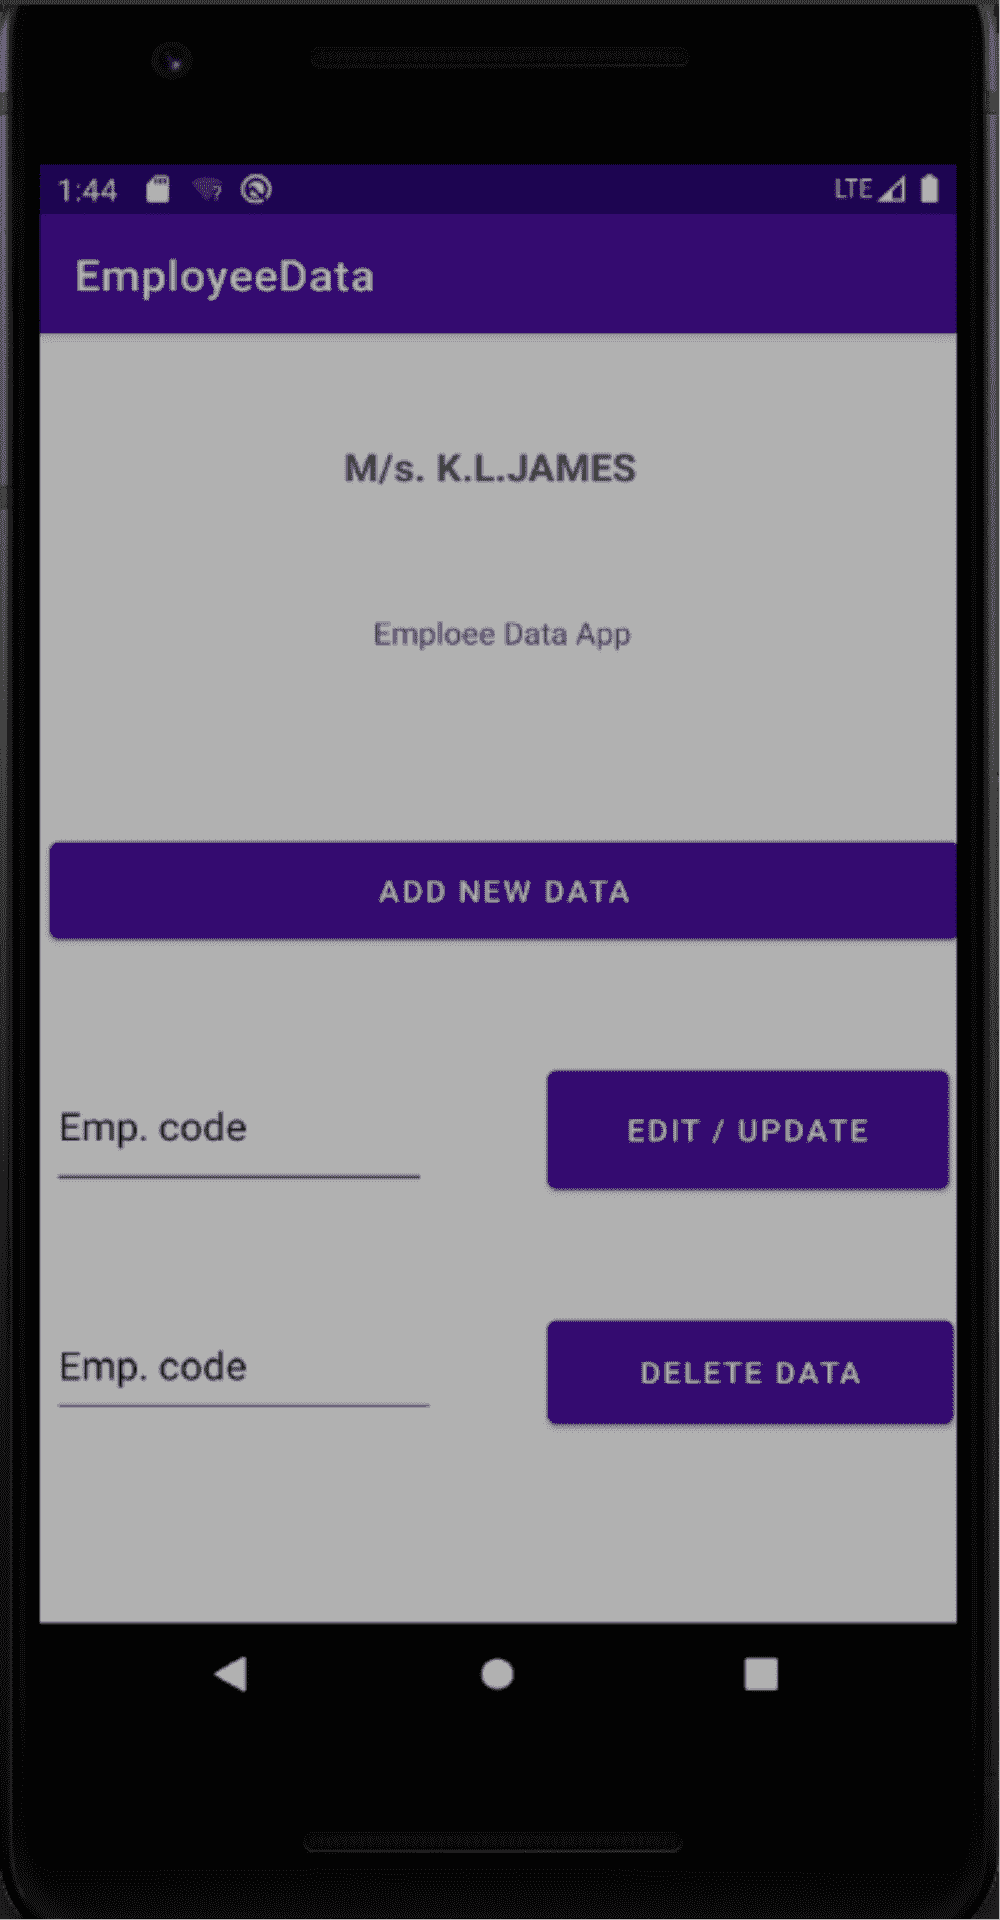 1:44 LTE
EmployeeData
M/s. K.L.JAMES
Emploee Data App
ADD NEW DATA
Emp. code EDIT / UPDATE
Emp. code DELETE DATA